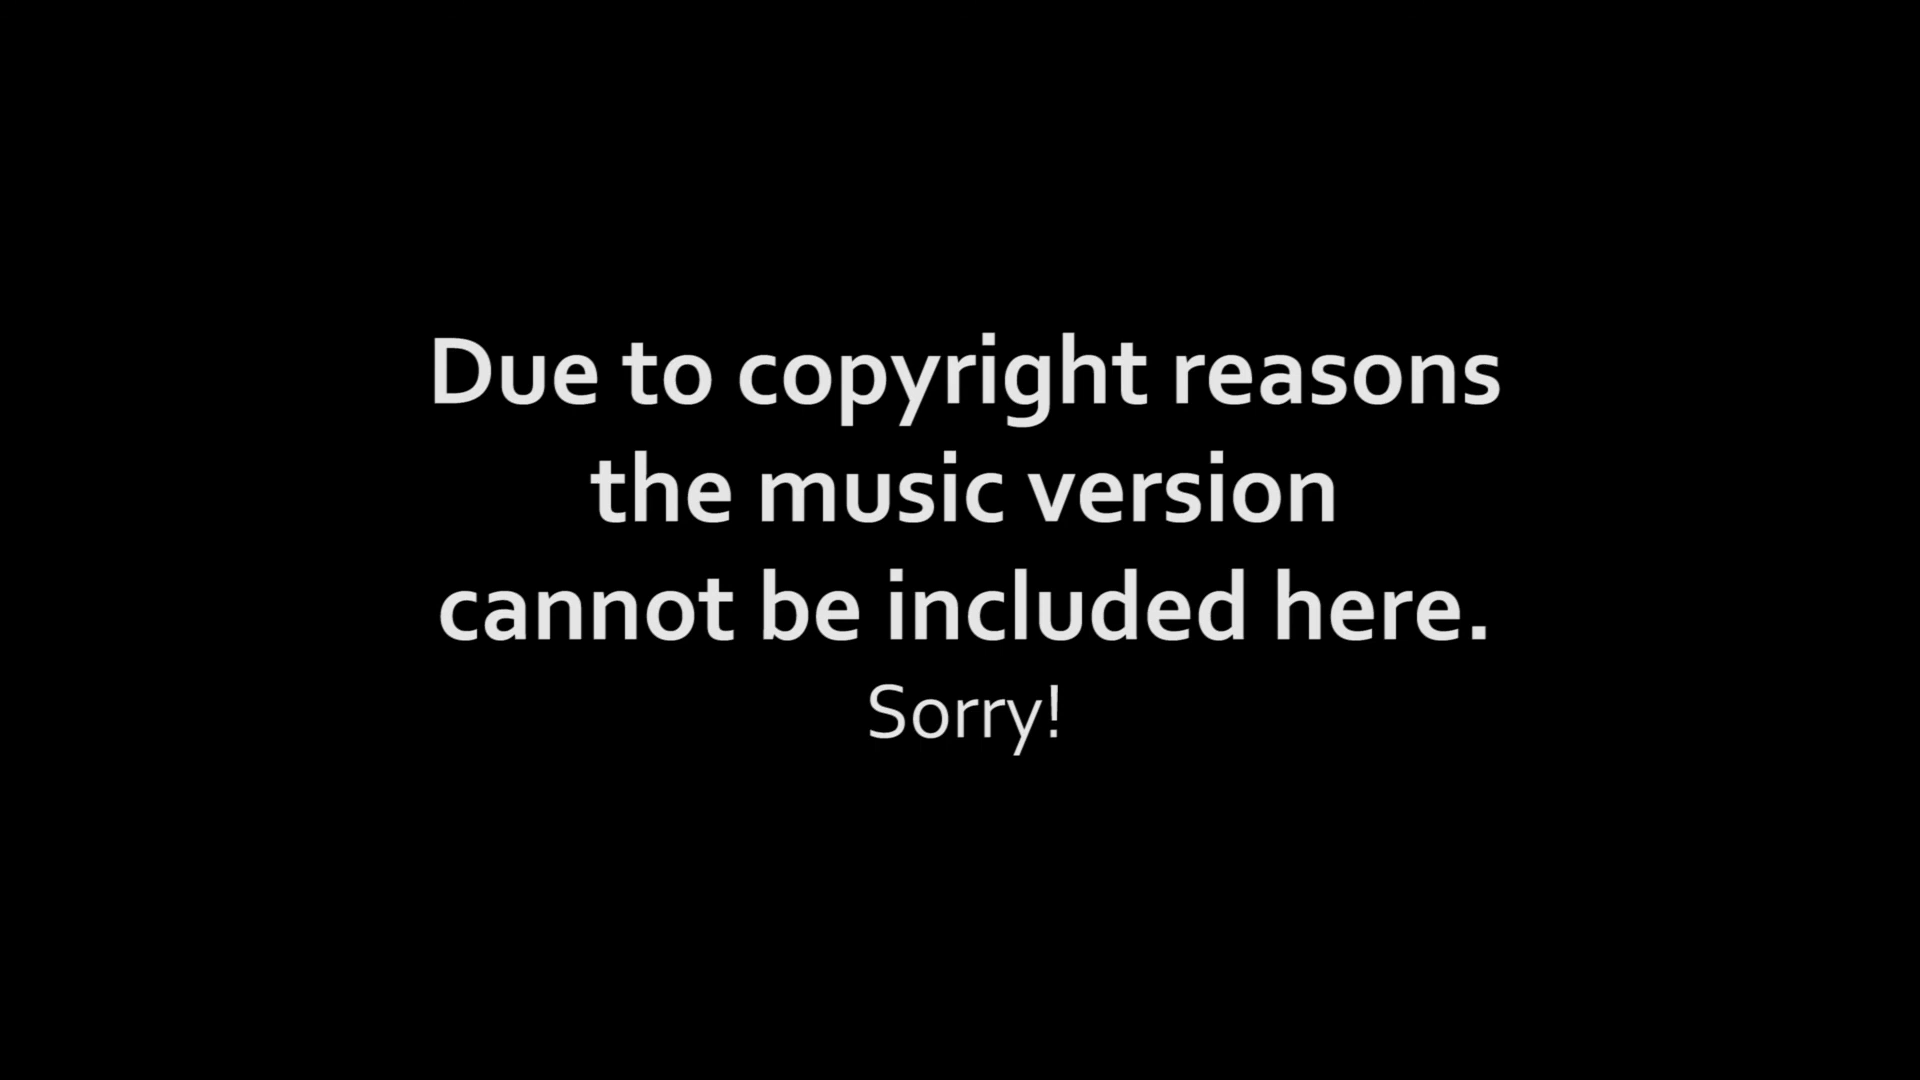 Due to copyright reasons
the music version
cannot be included here.
Sorry!